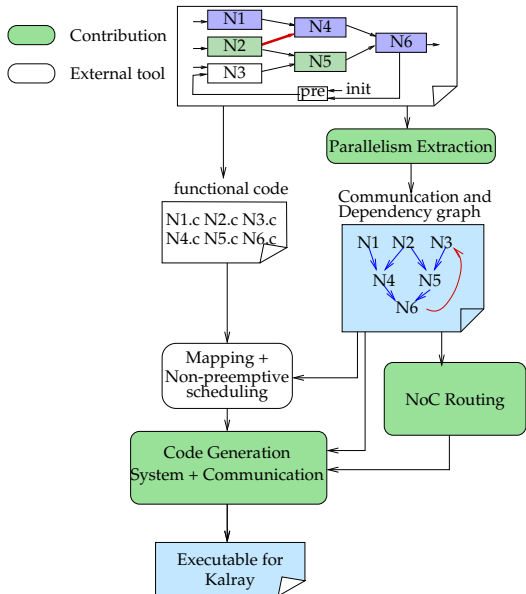 Contribution
External tool
N1
N2
N3
N4
N5
N6
pre
init
Parallelism Extraction
functional code
N1.c N2.c N3.c
N4.c N5.c N6.c
Communication and
Dependency graph
N1 N2 N3
N4 N5
N6
Mapping +
Non-preemptive
scheduling
NoC Routing
Code Generation
System + Communication
Executable for
Kalray